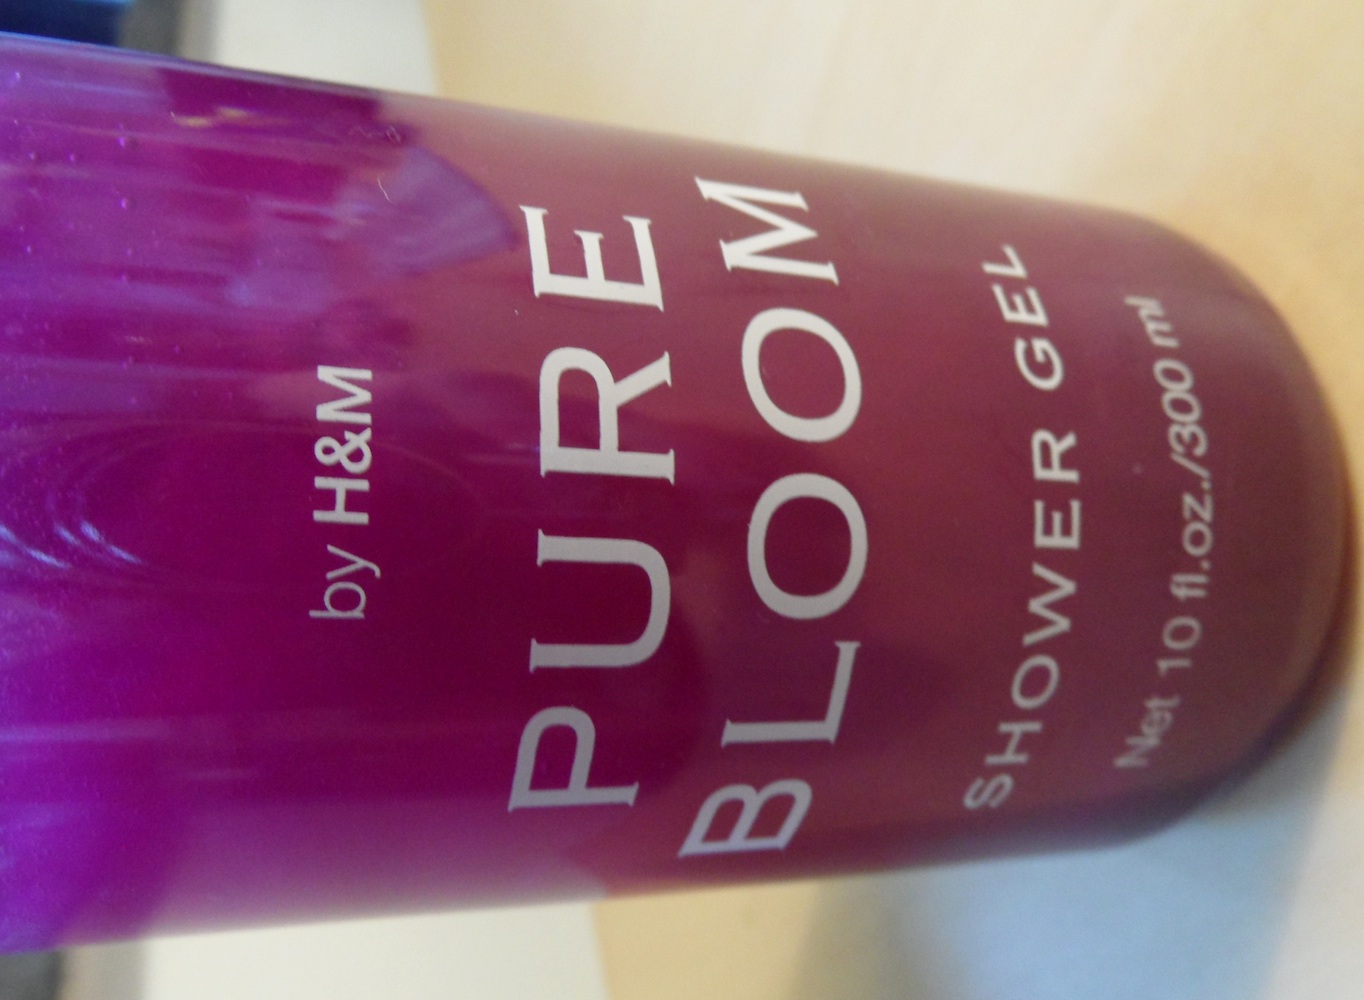 by H&M
PURE
BLOOM
SHOWER GEL
Net 10 fl.oz./300 ml